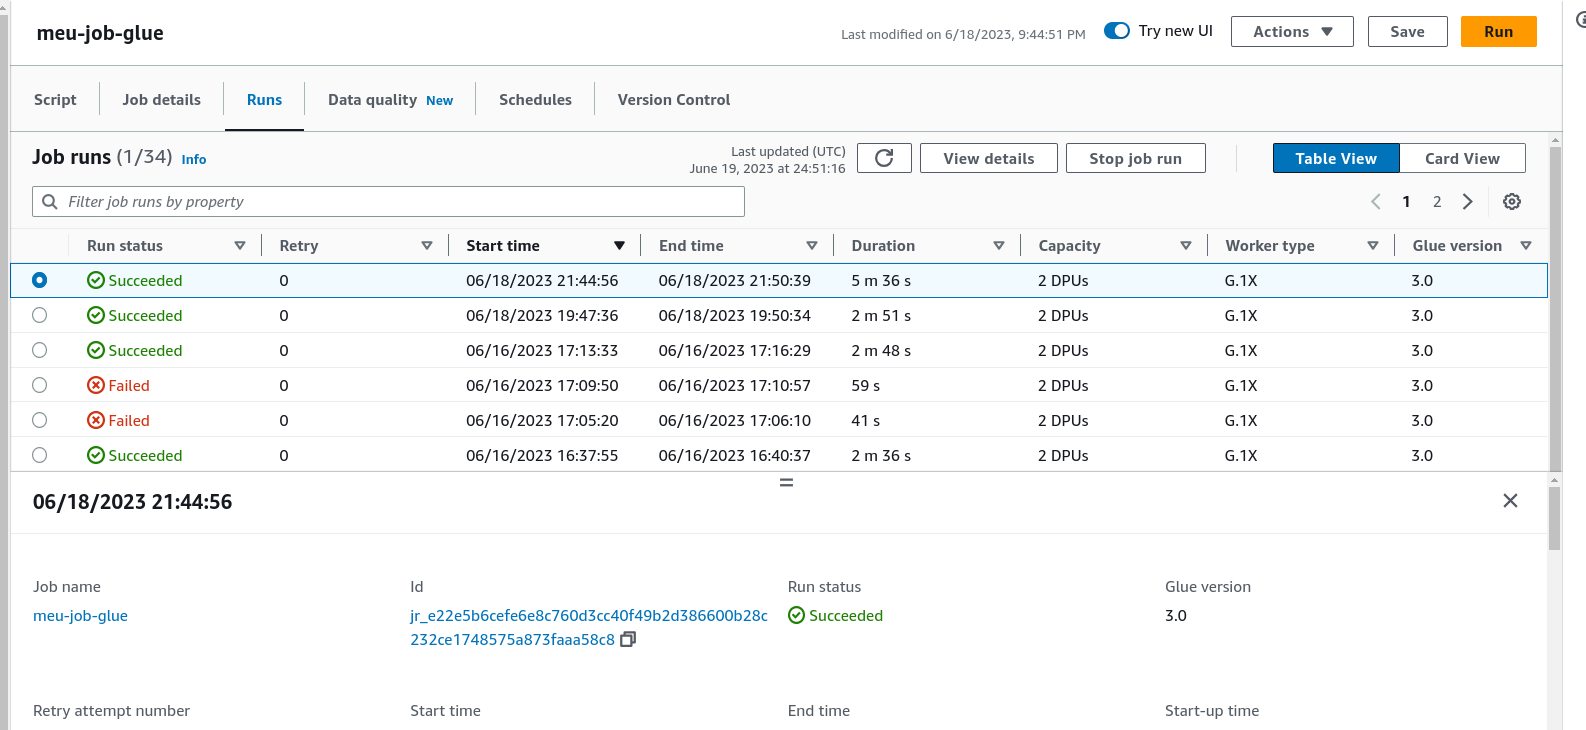 meu-job-glue
Last modified on 6/18/2023, 9:44:51 PM Try new UI Actions Save Run
Script Job details Runs Data quality New Schedules Version Control
Job runs (1/34) Info
Last updated (UTC)
June 19, 2023 at 24:51:16
View details Stop job run Table View Card View
Filter job runs by property
1 2
Run status Retry Start time End time Duration Capacity Worker type Glue version
Succeeded 0 06/18/2023 21:44:56 06/18/2023 21:50:39 5 m 36 s 2 DPUs G.1X 3.0
Succeeded 0 06/18/2023 19:47:36 06/18/2023 19:50:34 2 m 51 s 2 DPUs G.1X 3.0
Succeeded 0 06/16/2023 17:13:33 06/16/2023 17:16:29 2 m 48 s 2 DPUs G.1X 3.0
Failed 0 06/16/2023 17:09:50 06/16/2023 17:10:57 59 s 2 DPUs G.1X 3.0
Failed 0 06/16/2023 17:05:20 06/16/2023 17:06:10 41 s 2 DPUs G.1X 3.0
Succeeded 0 06/16/2023 16:37:55 06/16/2023 16:40:37 2 m 36 s 2 DPUs G.1X 3.0
06/18/2023 21:44:56
Job name Id Run status Glue version
meu-job-glue jr_e22e5b6cefe6e8c760d3cc40f49b2d386600b28c Succeeded 3.0
232ce1748575a873faaa58c8
Retry attempt number Start time End time Start-up time